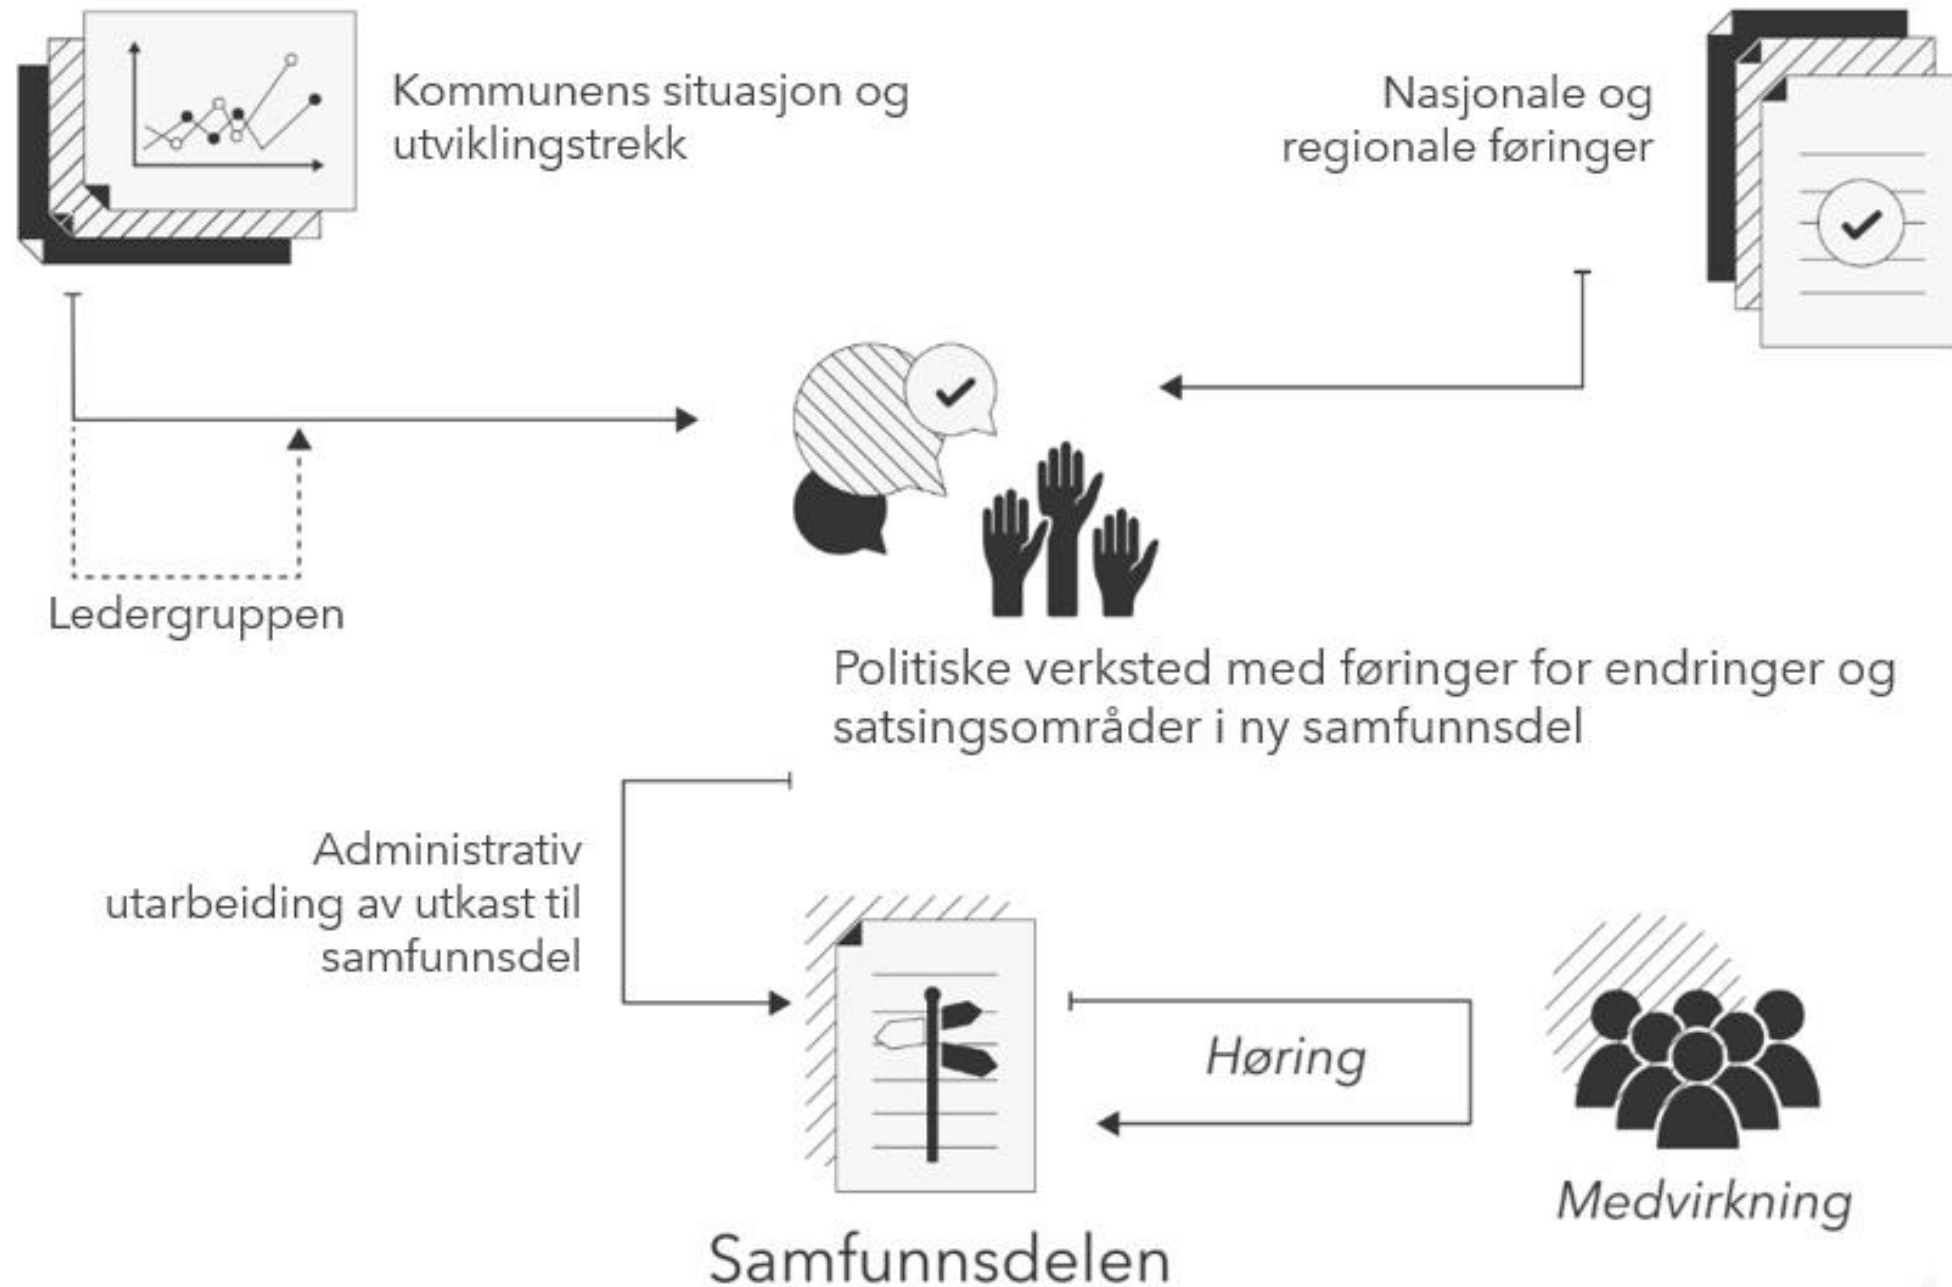 Kommunens situasjon og
utviklingstrekk
Nasjonale og
regionale føringer
Ledergruppen
Politiske verksted med føringer for endringer og
satsingsområder i ny samfunnsdel
Administrativ
utarbeiding av utkast til
samfunnsdel
Høring
Medvirkning
Samfunnsdelen